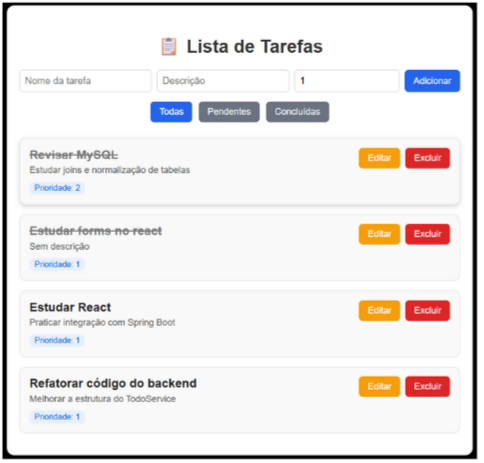 📋 Lista de Tarefas
Nome da tarefa Descrição 1 Adicionar
Todas Pendentes Concluídas
Revisar MySQL Editar Excluir
Estudar joins e normalização de tabelas
Prioridade: 2
Estudar forms no react Editar Excluir
Sem descrição
Prioridade: 1
Estudar React Editar Excluir
Praticar integração com Spring Boot
Prioridade: 1
Refatorar código do backend Editar Excluir
Melhorar a estrutura do TodoService
Prioridade: 1